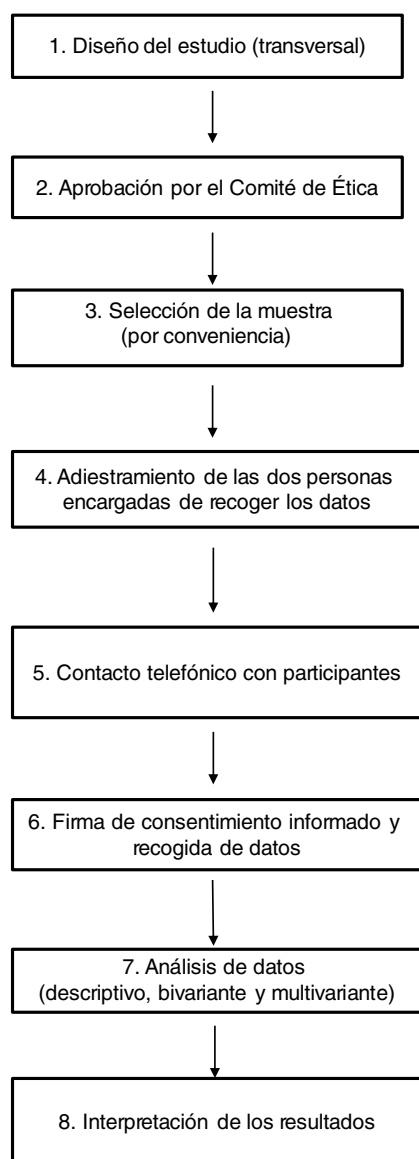 1. Diseño del estudio (transversal)
2. Aprobación por el Comité de Ética
3. Selección de la muestra
(por conveniencia)
4. Adiestramiento de las dos personas
encargadas de recoger los datos
5. Contacto telefónico con participantes
6. Firma de consentimiento informado y
recogida de datos
7. Análisis de datos
(descriptivo, bivariante y multivariante)
8. Interpretación de los resultados